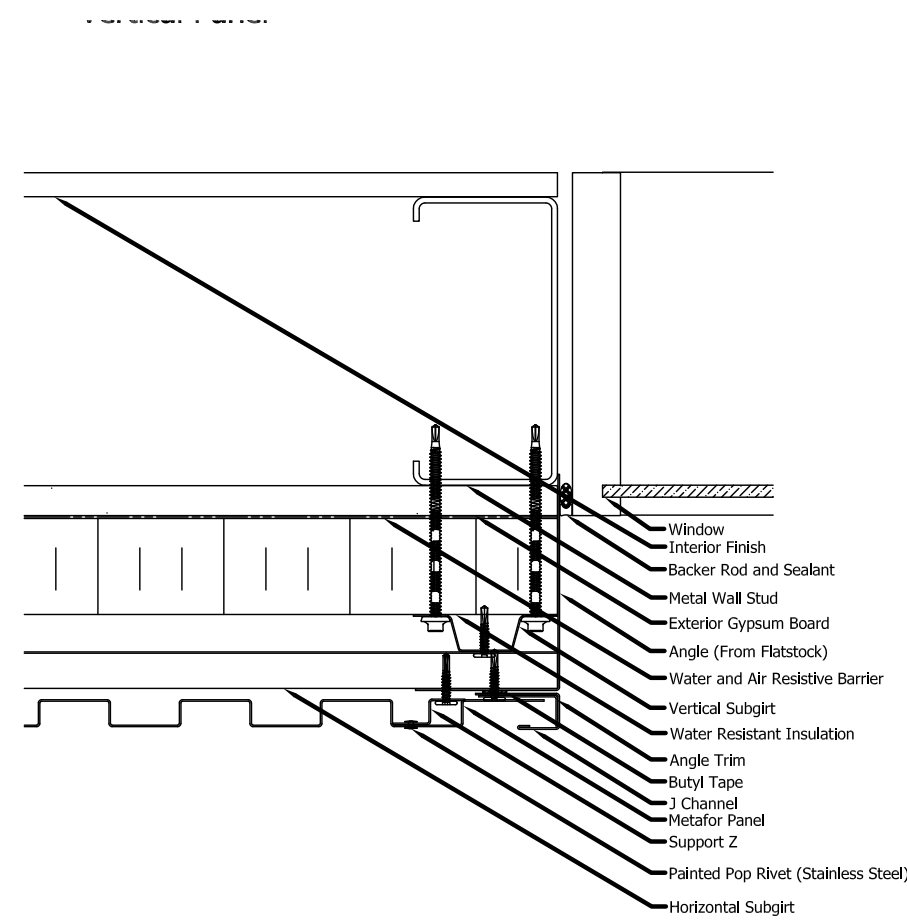 Vertical Panel
Window
Interior Finish
Backer Rod and Sealant
Metal Wall Stud
Exterior Gypsum Board
Angle (From Flatstock)
Water and Air Resistive Barrier
Vertical Subgirt
Water Resistant Insulation
Angle Trim
Butyl Tape
J Channel
Metafor Panel
Support Z
Painted Pop Rivet (Stainless Steel)
Horizontal Subgirt